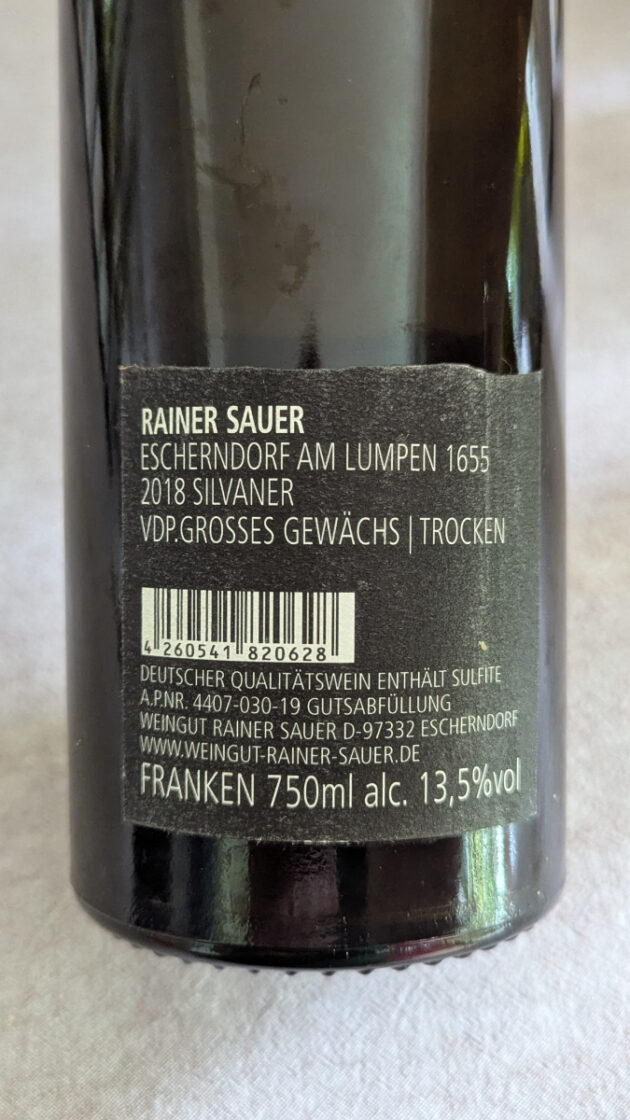 RAINER SAUER
ESCHERNDORF AM LUMPEN 1655
2018 SILVANER
VDP.GROSSES GEWÄCHS | TROCKEN
4 260541 820628
DEUTSCHER QUALITÄTSWEIN ENTHÄLT SULFITE
A.P.NR. 4407-030-19 GUTSABFÜLLUNG
WEINGUT RAINER SAUER D-97332 ESCHERNDORF
WWW.WEINGUT-RAINER-SAUER.DE
FRANKEN 750ml alc. 13,5%vol